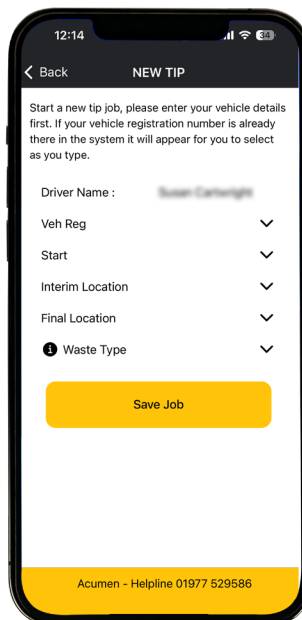 12:14
34
Back
NEW TIP
Start a new tip job, please enter your vehicle details
first. If your vehicle registration number is already
there in the system it will appear for you to select
as you type.
Driver Name :
Veh Reg
Start
Interim Location
Final Location
i Waste Type
Save Job
Acumen - Helpline 01977 529586